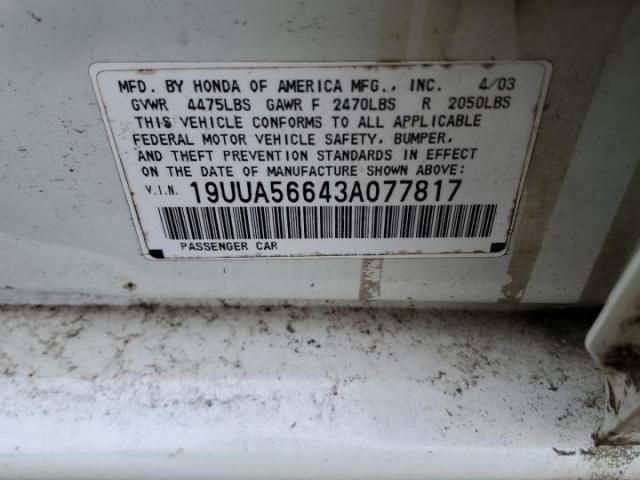 MFD. BY HONDA OF AMERICA MFG., INC. 4/03
GVWR 4475LBS GAWR F 2470LBS R 2050LBS
THIS VEHICLE CONFORMS TO ALL APPLICABLE
FEDERAL MOTOR VEHICLE SAFETY, BUMPER,
AND THEFT PREVENTION STANDARDS IN EFFECT
ON THE DATE OF MANUFACTURE SHOWN ABOVE:
V.I.N. 19UUA56643A077817
PASSENGER CAR